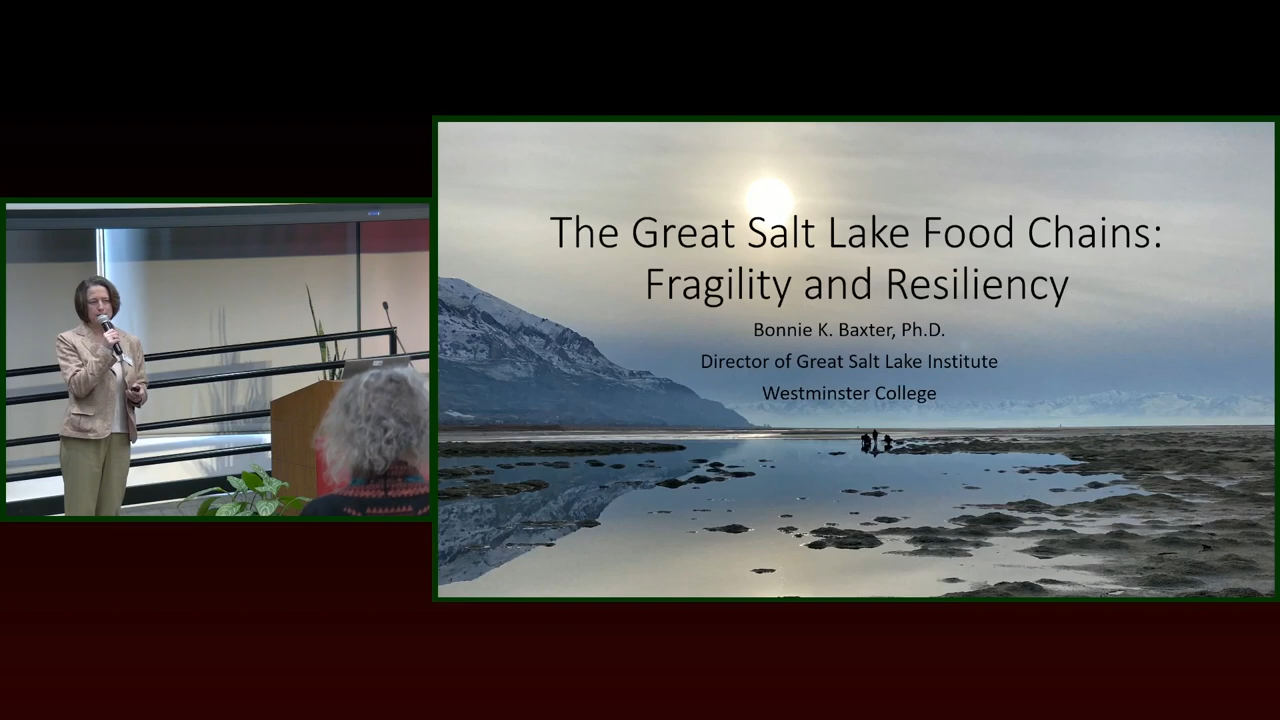 The Great Salt Lake Food Chains:
Fragility and Resiliency
Bonnie K. Baxter, Ph.D.
Director of Great Salt Lake Institute
Westminster College